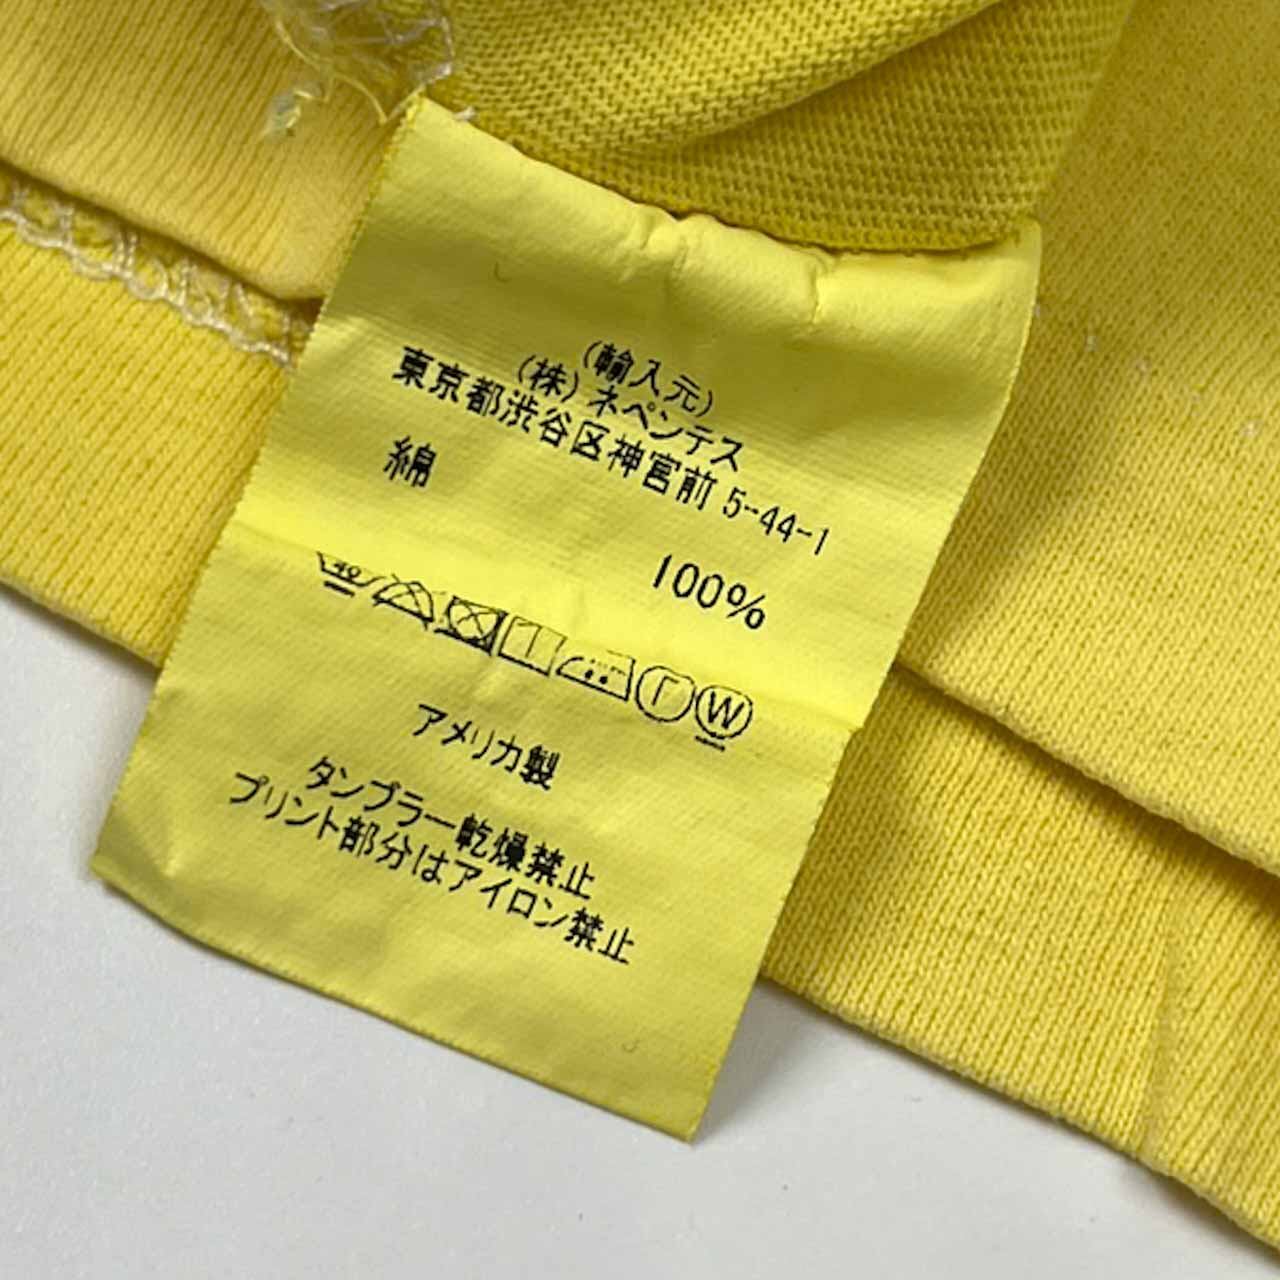 (輸入元)
(株)ネペンテス
東京都渋谷区神宮前5-44-1
綿
100%
40
F
W
アメリカ製
タンブラー乾燥禁止
プリント部分はアイロン禁止